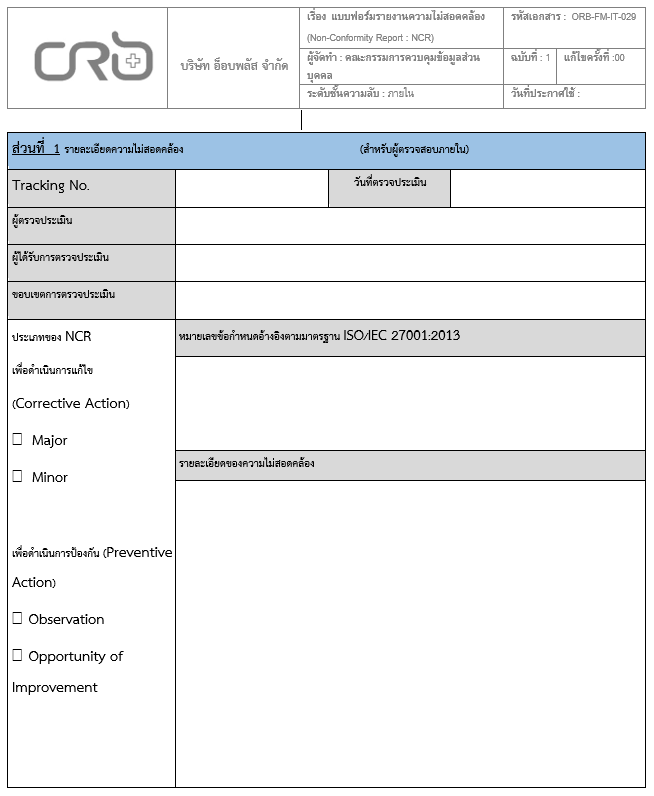 ORB
บริษัท อ็อบพลัส จำกัด
เรื่อง แบบฟอร์มรายงานความไม่สอดคล้อง
(Non-Conformity Report : NCR)
รหัสเอกสาร : ORB-FM-IT-029
ผู้จัดทำ : คณะกรรมการควบคุมข้อมูลส่วน
บุคคล
ฉบับที่ : 1
แก้ไขครั้งที่ :00
ระดับชั้นความลับ : ภายใน
วันที่ประกาศใช้ :
ส่วนที่ 1 รายละเอียดความไม่สอดคล้อง (สำหรับผู้ตรวจสอบภายใน)
Tracking No.
วันที่ตรวจประเมิน
ผู้ตรวจประเมิน
ผู้ได้รับการตรวจประเมิน
ขอบเขตการตรวจประเมิน
ประเภทของ NCR
หมายเลขข้อกำหนดอ้างอิงตามมาตรฐาน ISO/IEC 27001:2013
เพื่อดำเนินการแก้ไข
(Corrective Action)
☐ Major
รายละเอียดของความไม่สอดคล้อง
☐ Minor
เพื่อดำเนินการป้องกัน (Preventive
Action)
☐ Observation
☐ Opportunity of
Improvement